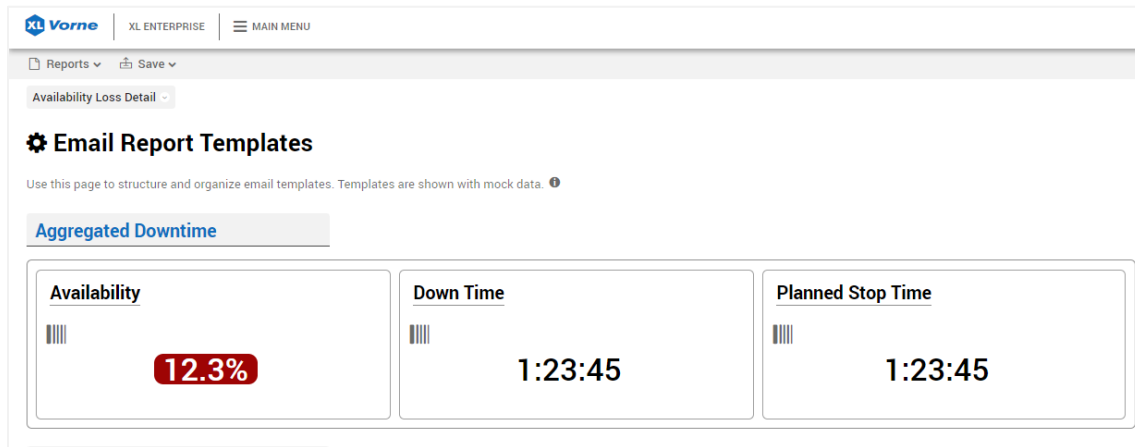 XL Vorne XL ENTERPRISE MAIN MENU
Reports Save
Availability Loss Detail
Email Report Templates
Use this page to structure and organize email templates. Templates are shown with mock data.
Aggregated Downtime
Availability Down Time Planned Stop Time
12.3% 1:23:45 1:23:45